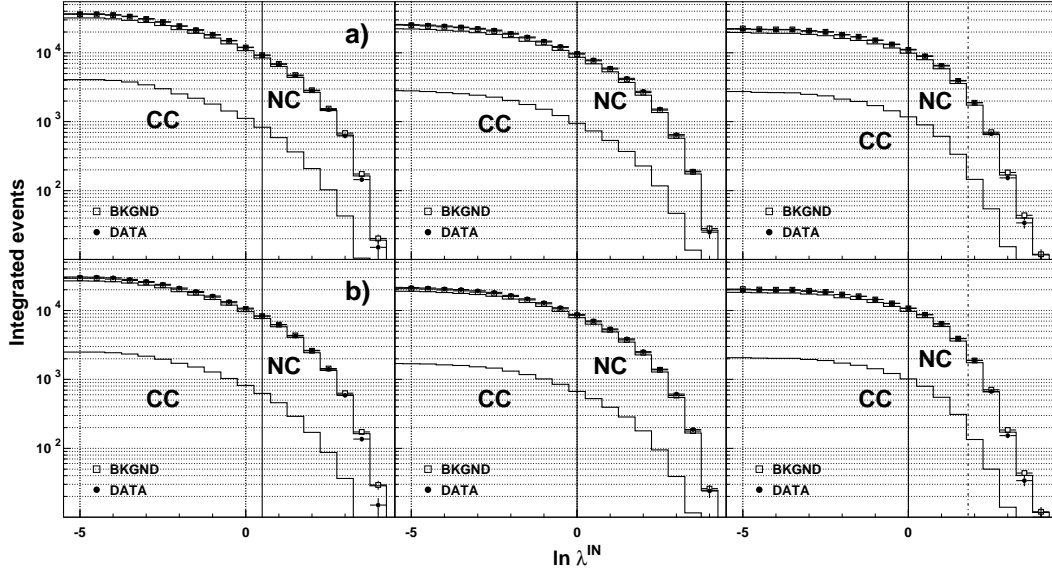 Integrated events
a)
10^4
10^3
10^2
CC
NC
BKGND
DATA
CC
NC
BKGND
DATA
CC
NC
BKGND
DATA
b)
10^4
10^3
10^2
CC
NC
BKGND
DATA
CC
NC
BKGND
DATA
CC
NC
BKGND
DATA
-5 0 -5 0 -5 0
ln λ^IN